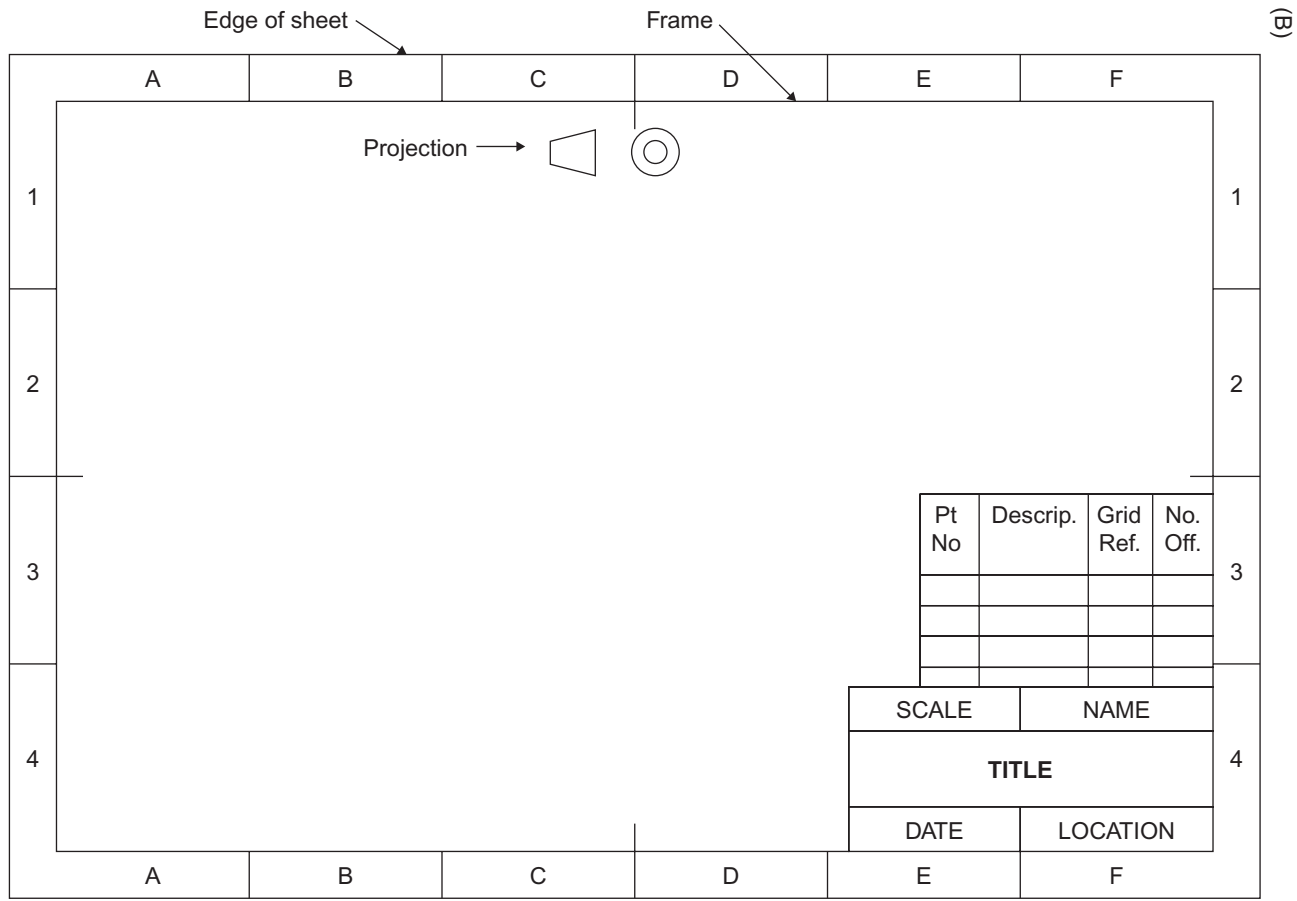 Edge of sheet
Frame
(B)
A B C D E F
Projection
1 1
2 2
Pt No Descrip. Grid Ref. No. Off.
3 3
SCALE NAME
4 TITLE 4
DATE LOCATION
A B C D E F